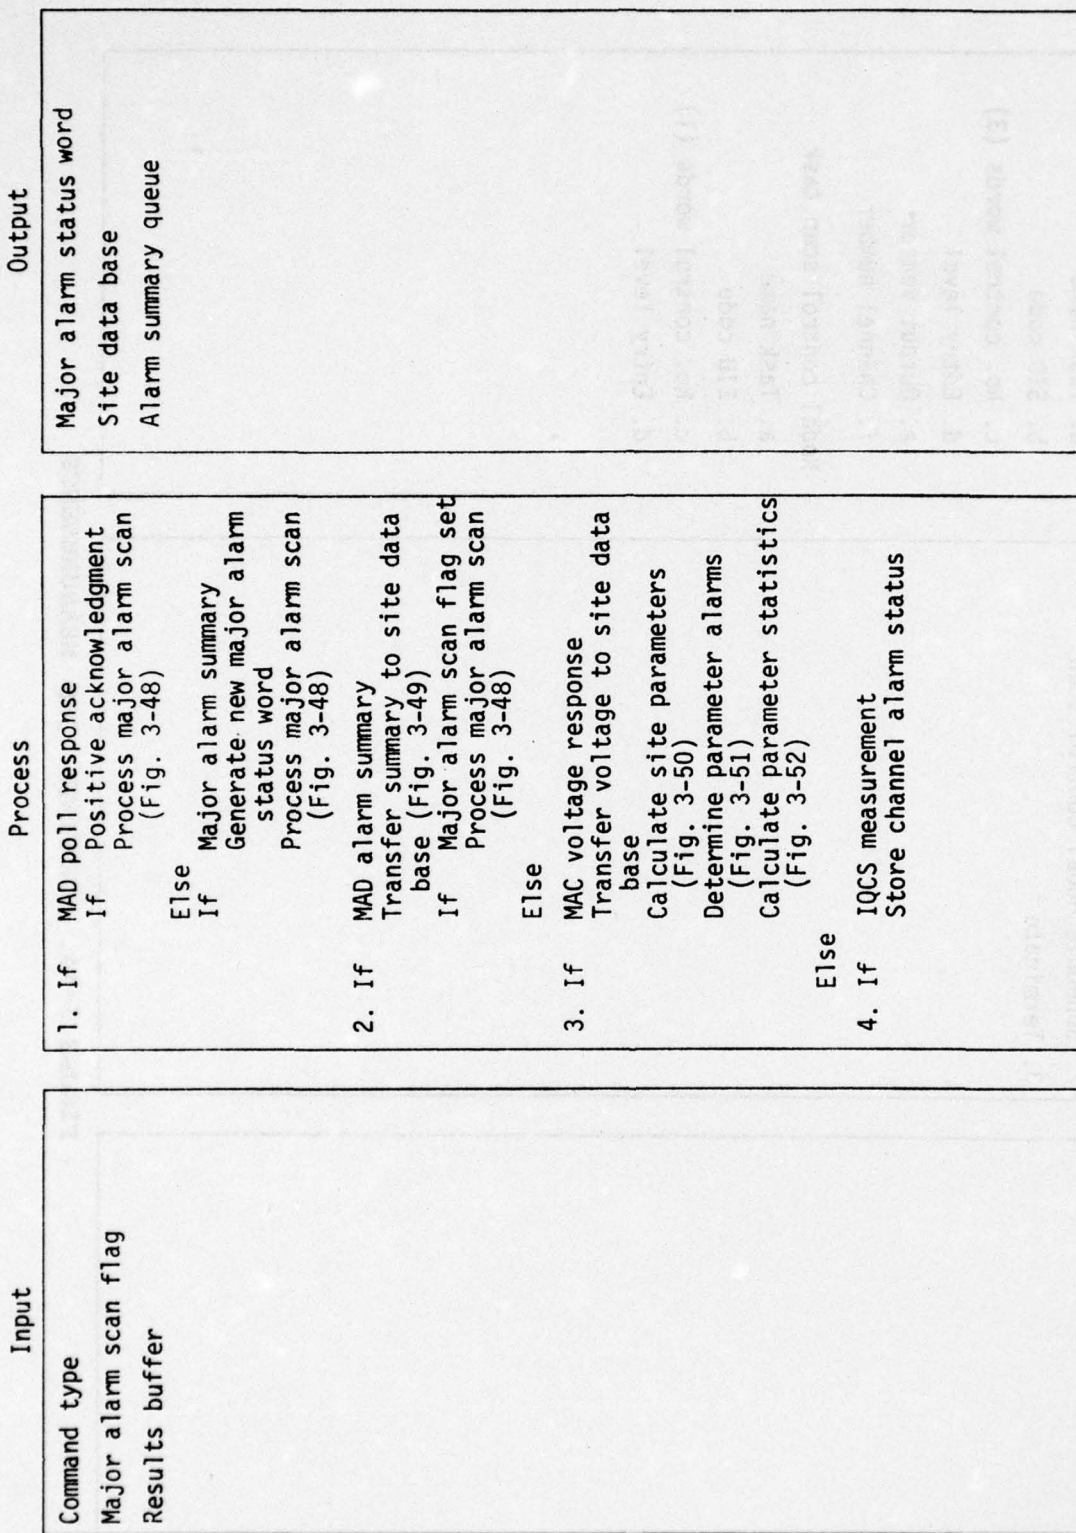 Input
Command type
Major alarm scan flag
Results buffer
Process
1. If MAD poll response
If Positive acknowledgment
Process major alarm scan
(Fig. 3-48)
Else
If Major alarm summary
Generate new major alarm
status word
Process major alarm scan
(Fig. 3-48)
2. If MAD alarm summary
Transfer summary to site data
base (Fig. 3-49)
If Major alarm scan flag set
Process major alarm scan
(Fig. 3-48)
Else
3. If MAC voltage response
Transfer voltage to site data
base
Calculate site parameters
(Fig. 3-50)
Determine parameter alarms
(Fig. 3-51)
Calculate parameter statistics
(Fig. 3-52)
Else
4. If IQCS measurement
Store channel alarm status
Output
Major alarm status word
Site data base
Alarm summary queue